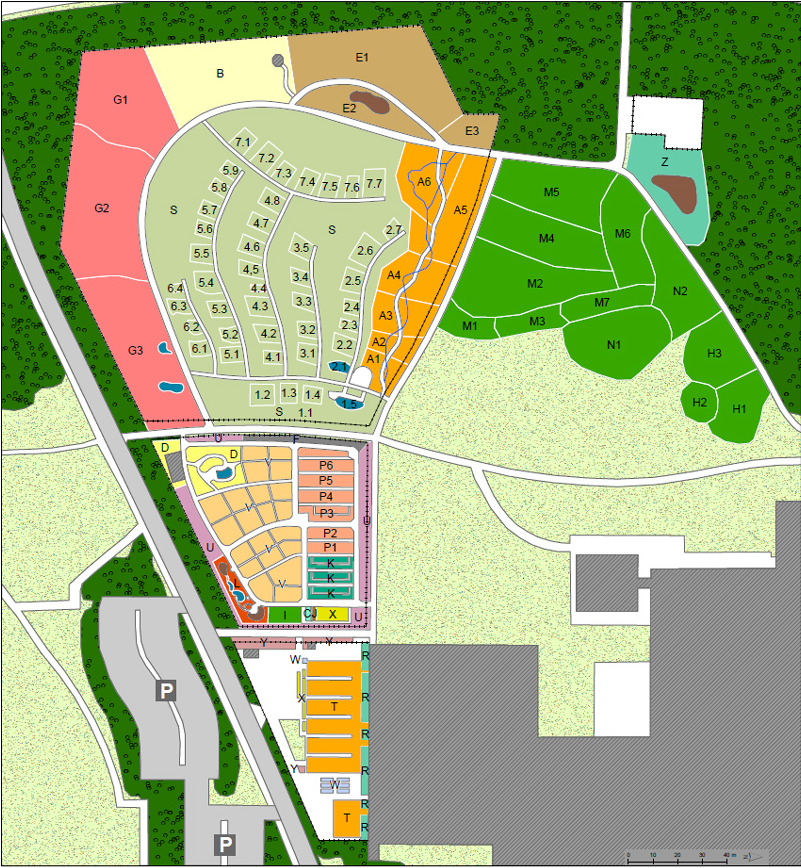 E1
B
G1
E2
E3
Z
7.1
7.2
7.3
7.4
7.5
7.6
7.7
5.9
5.8
A6
M5
4.8
5.7
5.6
S
G2
A5
4.7
S
2.7
M6
M4
4.6
3.5
2.6
5.5
4.5
3.4
A4
5.4
4.4
2.5
M2
N2
6.4
6.3
5.3
4.3
3.3
2.4
M7
A3
2.3
M3
M1
6.2
5.2
4.2
3.2
A2
2.2
N1
G3
6.1
5.1
4.1
3.1
A1
H3
2.1
1.2
1.3
1.4
1.5
H2
H1
S
1.1
U
F
D
D
V
P6
P5
P4
V
P3
U
P2
U
V
P1
K
L
V
K
K
I
C
J
X
U
Y
Y
W
R
X
R
T
P
R
Y
R
W
R
T
R
P
0 10 20 30 40 m
N